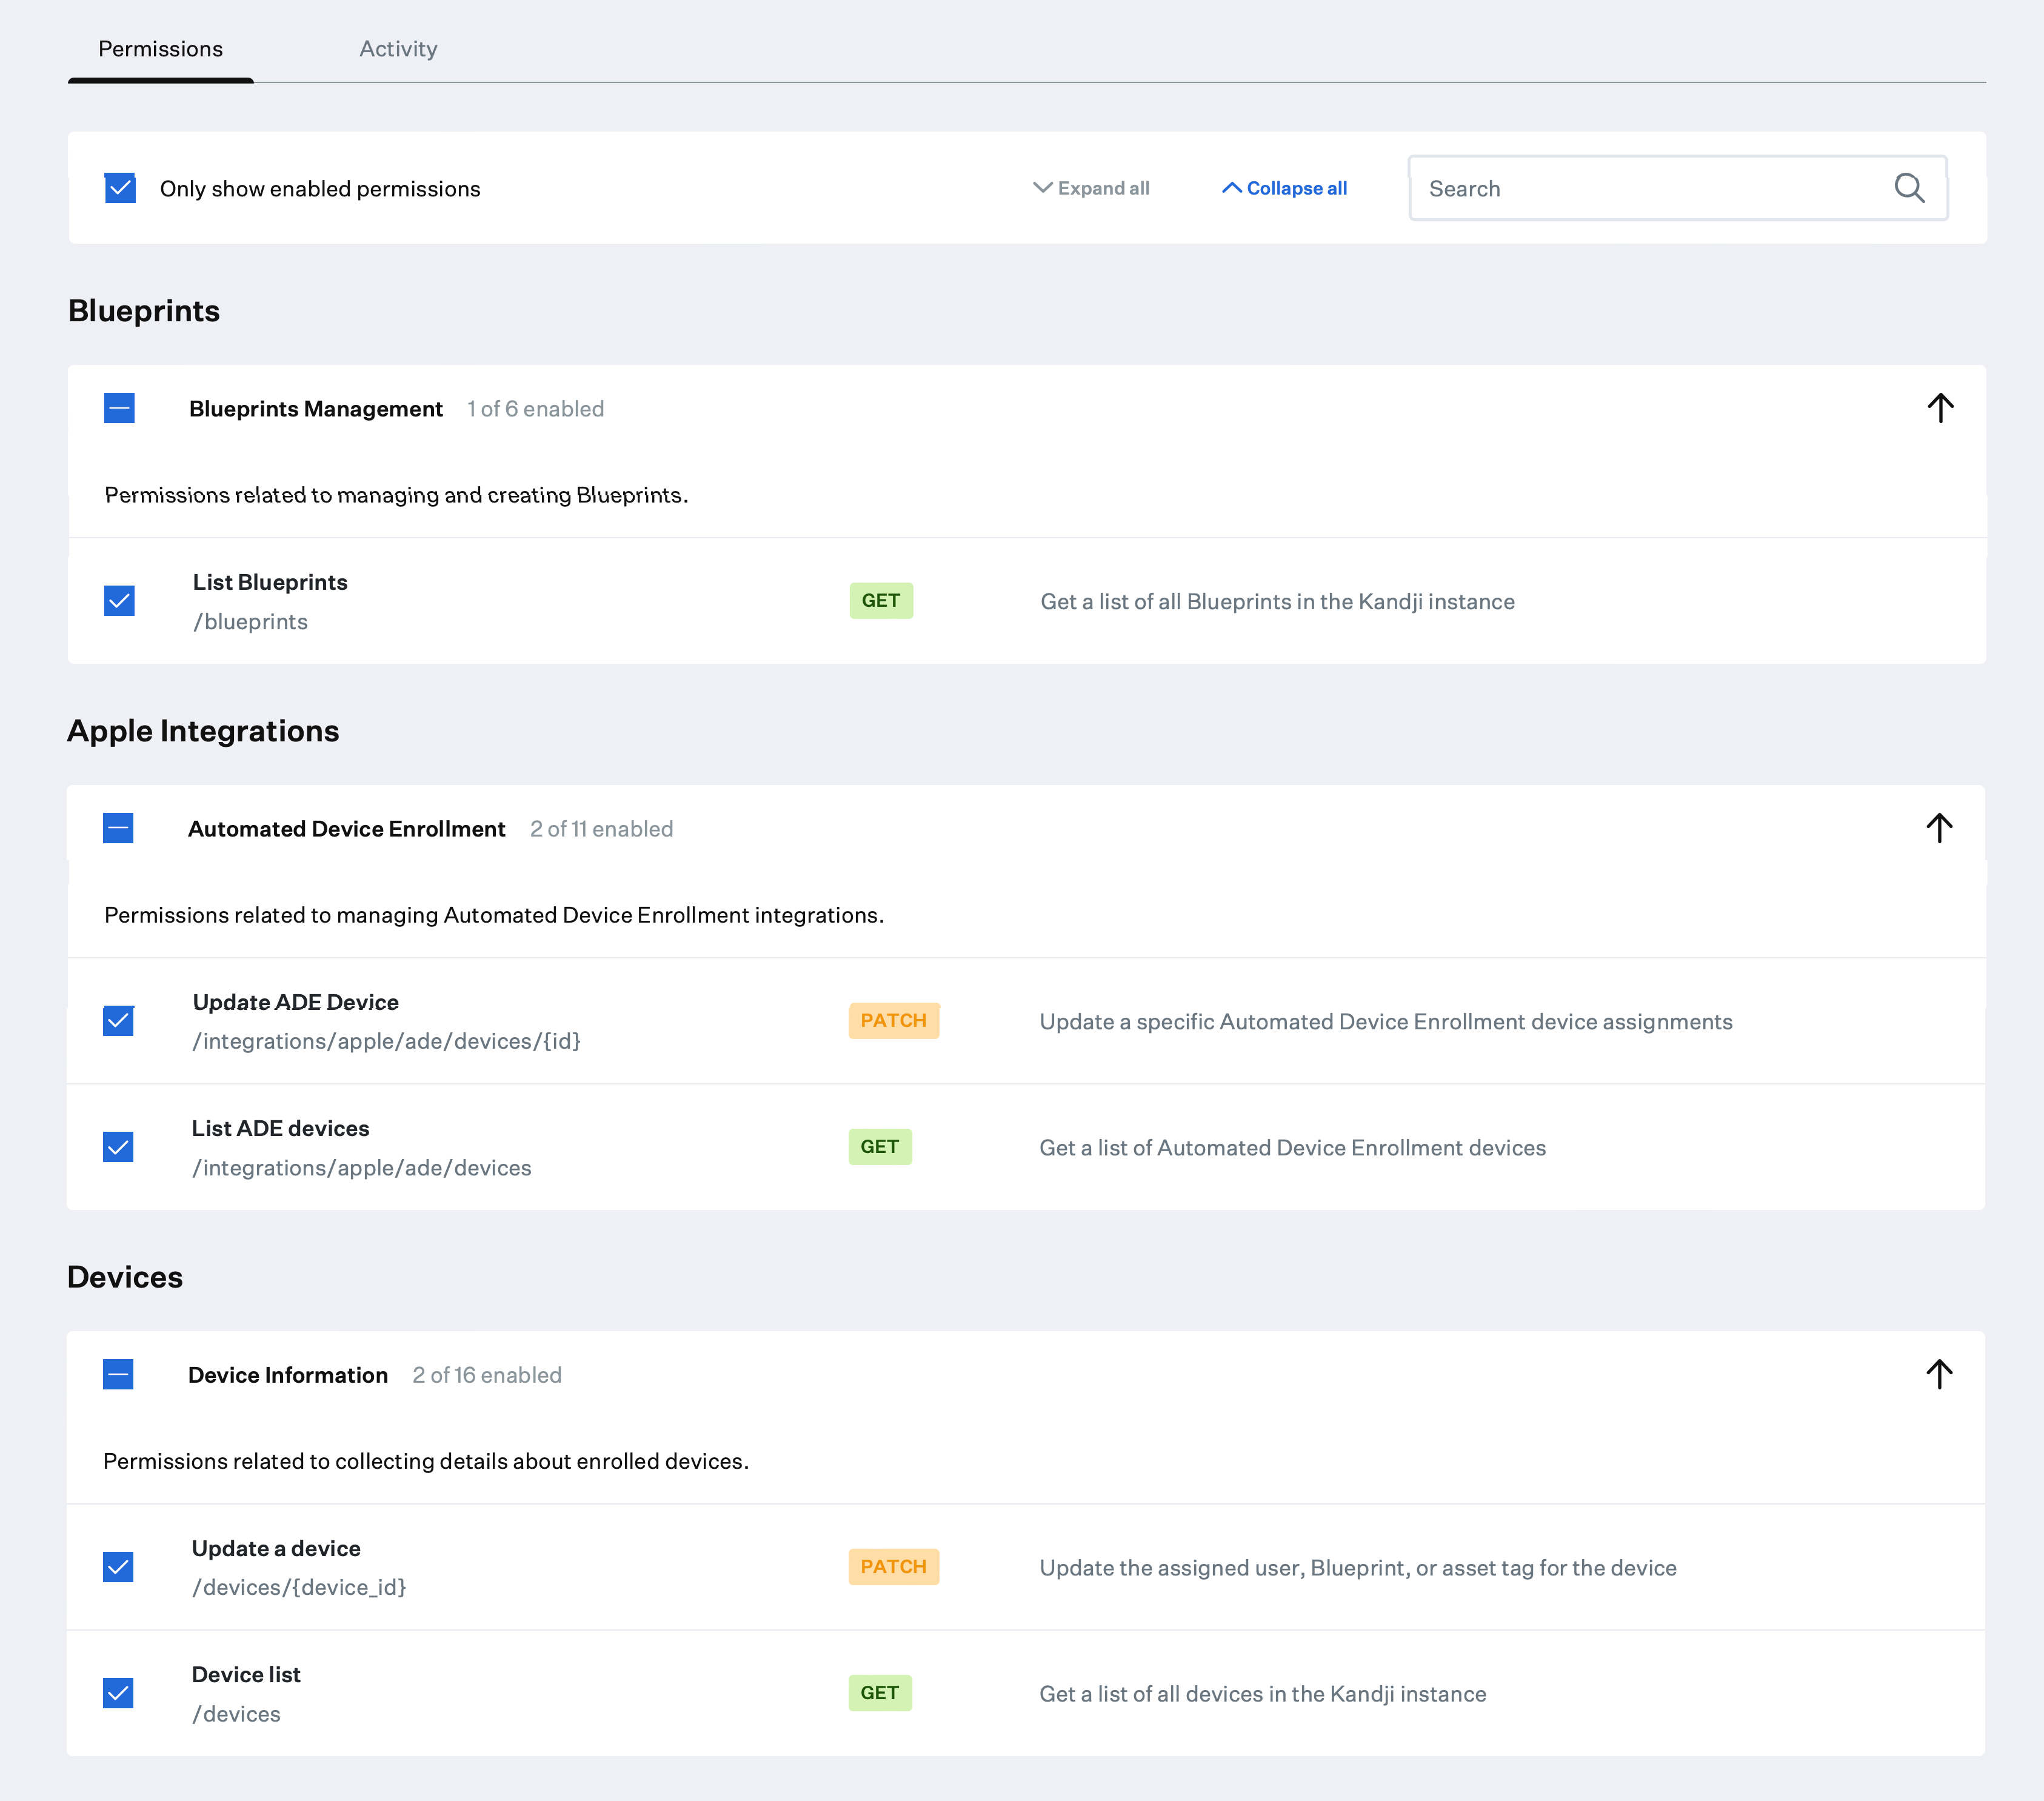 Permissions Activity
Only show enabled permissions Expand all Collapse all Search
Blueprints
Blueprints Management 1 of 6 enabled
Permissions related to managing and creating Blueprints.
List Blueprints
/blueprints
GET
Get a list of all Blueprints in the Kandji instance
Apple Integrations
Automated Device Enrollment 2 of 11 enabled
Permissions related to managing Automated Device Enrollment integrations.
Update ADE Device
/integrations/apple/ade/devices/{id}
PATCH
Update a specific Automated Device Enrollment device assignments
List ADE devices
/integrations/apple/ade/devices
GET
Get a list of Automated Device Enrollment devices
Devices
Device Information 2 of 16 enabled
Permissions related to collecting details about enrolled devices.
Update a device
/devices/{device_id}
PATCH
Update the assigned user, Blueprint, or asset tag for the device
Device list
/devices
GET
Get a list of all devices in the Kandji instance